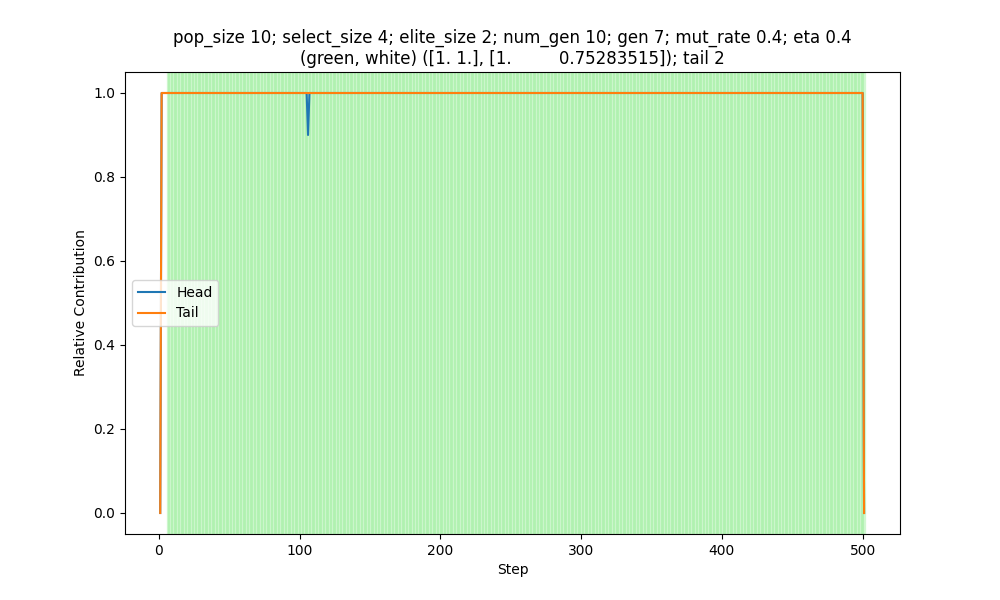 pop_size 10; select_size 4; elite_size 2; num_gen 10; gen 7; mut_rate 0.4; eta 0.4
(green, white) ([1. 1.], [1.          0.75283515]); tail 2
1.0
0.8
0.6
0.4
0.2
0.0
Relative Contribution
Head
Tail
0
100
200
300
400
500
Step